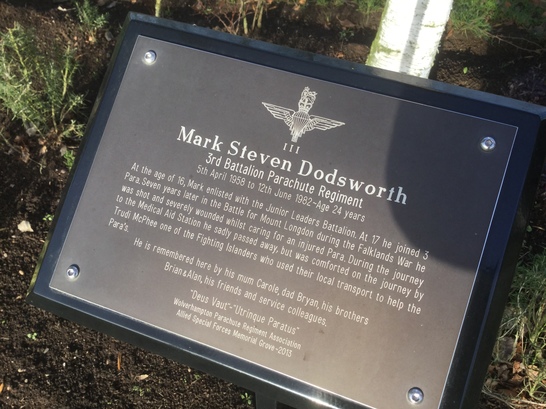 III
Mark Steven Dodsworth
3rd Battalion Parachute Regiment
5th April 1958 to 12th June 1982~Age 24 years
At the age of 16, Mark enlisted with the Junior Leaders Battalion. At 17 he joined 3
Para. Seven years later in the Battle for Mount Longdon during the Falklands War he
was shot and severely wounded whilst caring for an injured Para. During the journey
to the Medical Aid Station he sadly passed away, but was comforted on the journey by
Trudi McPhee one of the Fighting Islanders who used their local transport to help the
Para's.
He is remembered here by his mum Carole, dad Bryan, his brothers
Brian & Alan, his friends and service colleagues.
"Deus Vaut"~"Utrinque Paratus"
Wolverhampton Parachute Regiment Association
Allied Special Forces Memorial Grove~2013